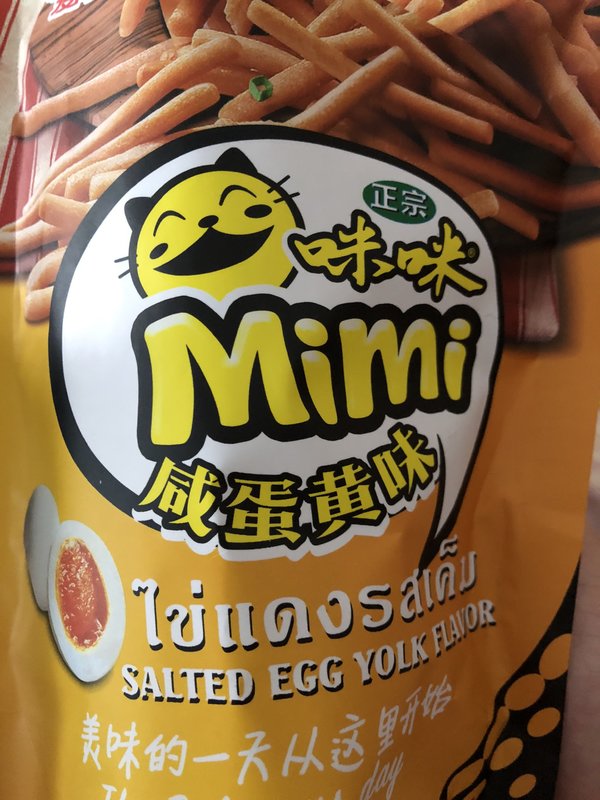 正宗
咪咪®
Mimi
咸蛋黄味
ไข่แดงรสเค็ม
SALTED EGG YOLK FLAVOR
美味的一天从这里开始
day